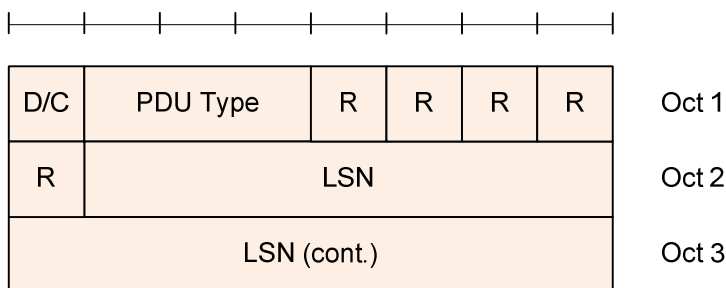 D/C PDU Type R R R R Oct 1
R LSN Oct 2
LSN (cont.) Oct 3